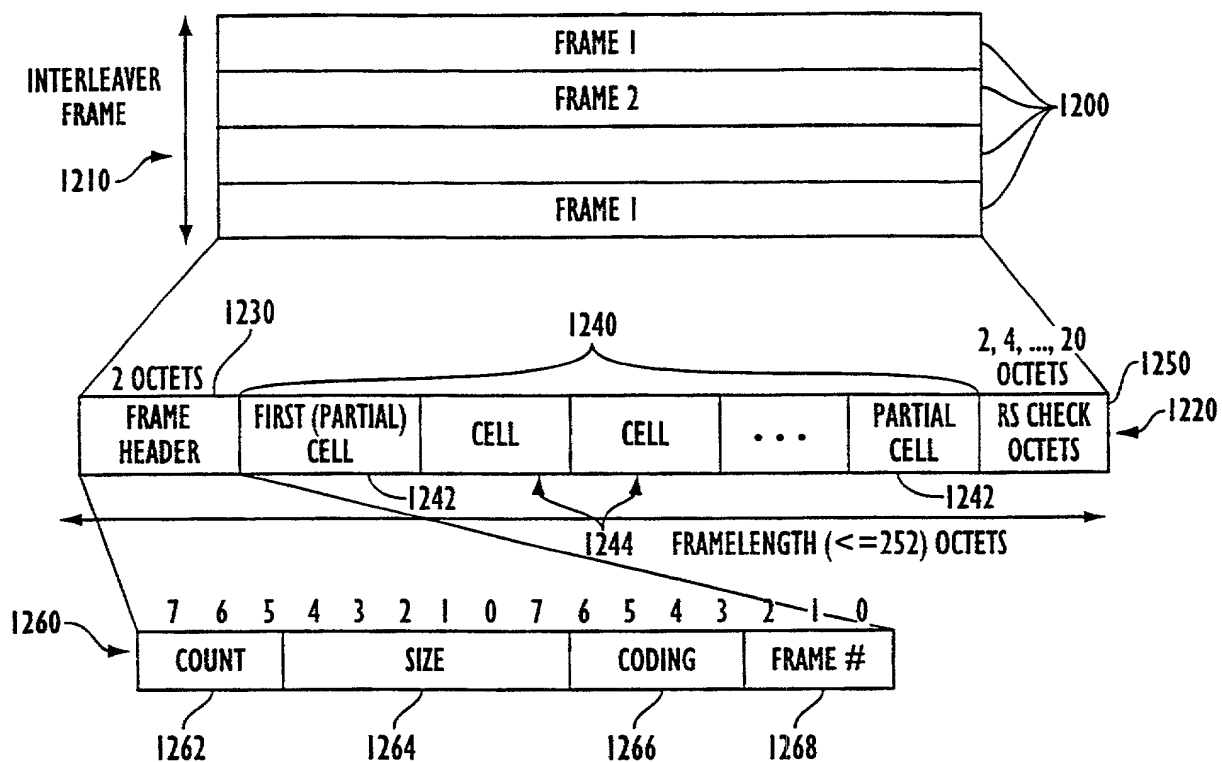 FRAME 1
INTERLEAVER
FRAME
FRAME 2
1200
1210
FRAME 1
1230
1240
2, 4, ..., 20
OCTETS
2 OCTETS
1250
FRAME
HEADER
FIRST (PARTIAL)
CELL
CELL
CELL
...
PARTIAL
CELL
RS CHECK
OCTETS
1220
1242
1242
1244
FRAMELENGTH (<=252) OCTETS
7 6 5 4 3 2 1 0 7 6 5 4 3 2 1 0
1260
COUNT SIZE CODING FRAME #
1262 1264 1266 1268